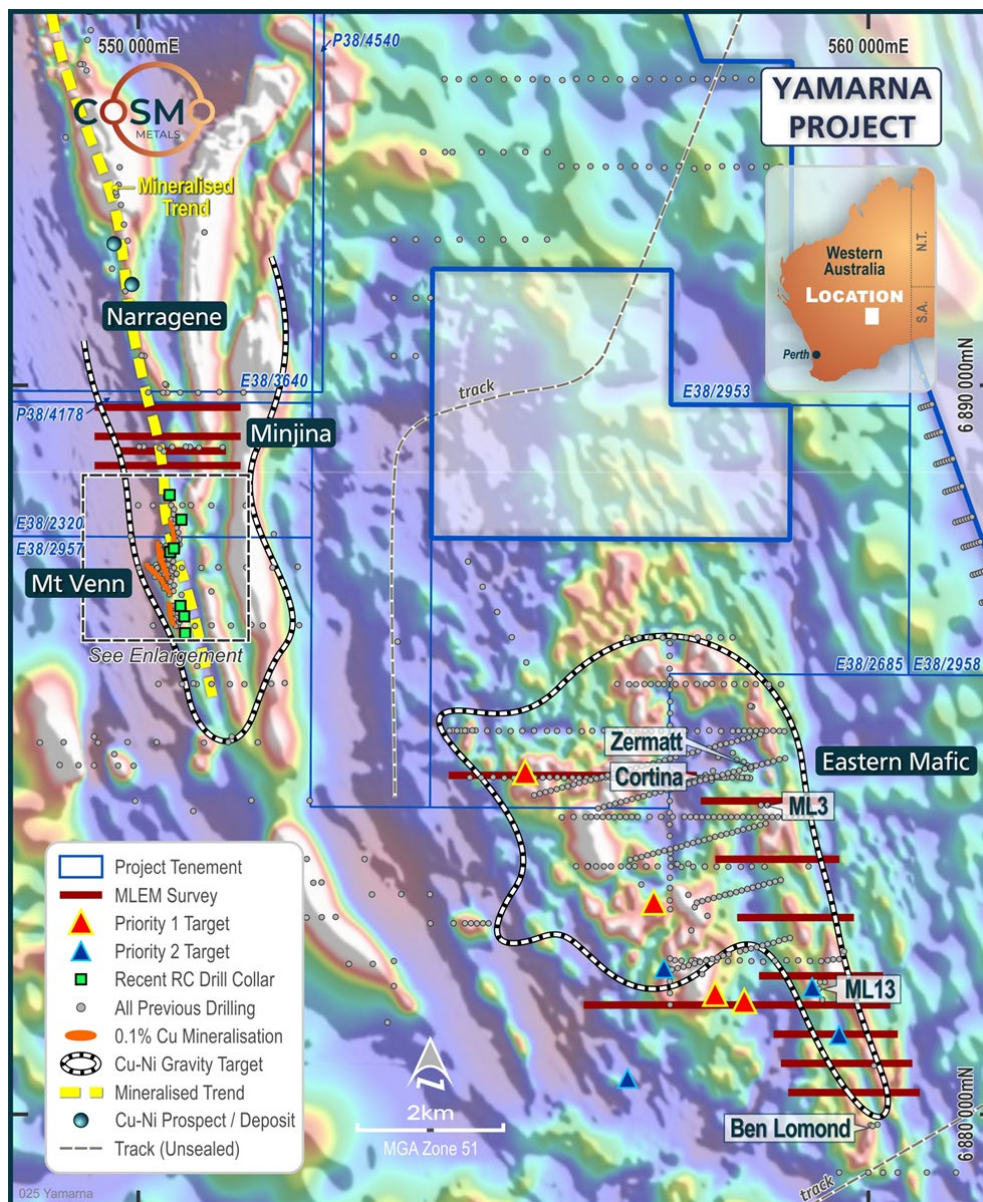 550 000mE
P38/4540
560 000mE
COSMO
METALS
YAMARNA
PROJECT
Mineralised
Trend
Western
Australia
N.T.
LOCATION
S.A.
Perth
Narragene
track
E38/3640
E38/2953
6 890 000mN
P38/4178
Minjina
E38/2320
E38/2957
Mt Venn
See Enlargement
E38/2685
E38/2958
Zermatt
Eastern Mafic
Cortina
ML3
Project Tenement
MLEM Survey
Priority 1 Target
Priority 2 Target
Recent RC Drill Collar
All Previous Drilling
0.1% Cu Mineralisation
Cu-Ni Gravity Target
Mineralised Trend
Cu-Ni Prospect / Deposit
Track (Unsealed)
ML13
N
2km
MGA Zone 51
Ben Lomond
6 880 000mN
track
025 Yamarna